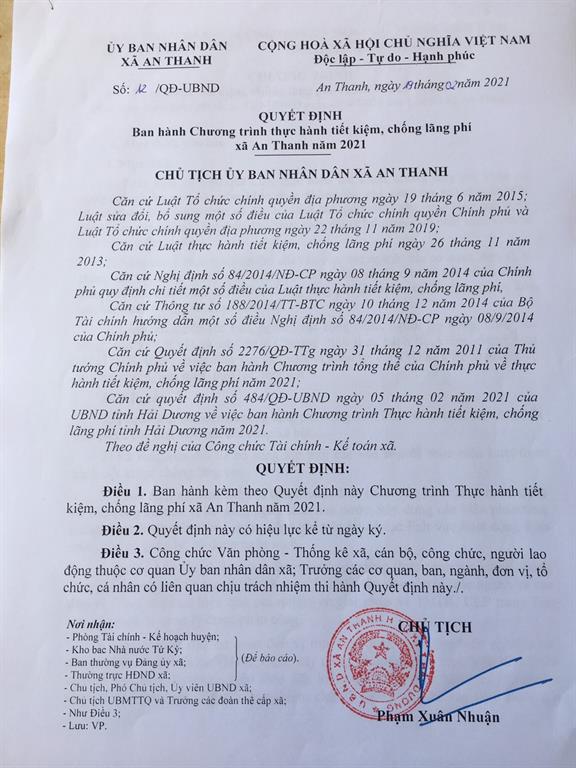 ỦY BAN NHÂN DÂN
XÃ AN THANH
CỘNG HOÀ XÃ HỘI CHỦ NGHĨA VIỆT NAM
Độc lập - Tự do - Hạnh phúc
Số: 12 /QĐ-UBND
An Thanh, ngày 19 tháng 02 năm 2021
QUYẾT ĐỊNH
Ban hành Chương trình thực hành tiết kiệm, chống lãng phí
xã An Thanh năm 2021
CHỦ TỊCH ỦY BAN NHÂN DÂN XÃ AN THANH
Căn cứ Luật Tổ chức chính quyền địa phương ngày 19 tháng 6 năm 2015;
Luật sửa đổi, bổ sung một số điều của Luật Tổ chức chính quyền Chính phủ và
Luật Tổ chức chính quyền địa phương ngày 22 tháng 11 năm 2019;
Căn cứ Luật thực hành tiết kiệm, chống lãng phí ngày 26 tháng 11 năm
2013;
Căn cứ Nghị định số 84/2014/NĐ-CP ngày 08 tháng 9 năm 2014 của Chính
phủ quy định chi tiết một số điều của Luật thực hành tiết kiệm, chống lãng phí,
Căn cứ Thông tư số 188/2014/TT-BTC ngày 10 tháng 12 năm 2014 của Bộ
Tài chính hướng dẫn một số điều Nghị định số 84/2014/NĐ-CP ngày 08/9/2014
của Chính phủ;
Căn cứ Quyết định số 2276/QĐ-TTg ngày 31 tháng 12 năm 2011 của Thủ
tướng Chính phủ về việc ban hành Chương trình tổng thể của Chính phủ về thực
hành tiết kiệm, chống lãng phí năm 2021;
Căn cứ quyết định số 484/QĐ-UBND ngày 05 tháng 02 năm 2021 của
UBND tỉnh Hải Dương về việc ban hành Chương trình Thực hành tiết kiệm, chống
lãng phí tỉnh Hải Dương năm 2021.
Theo đề nghị của Công chức Tài chính - Kế toán xã.
QUYẾT ĐỊNH:
Điều 1. Ban hành kèm theo Quyết định này Chương trình Thực hành tiết
kiệm, chống lãng phí xã An Thanh năm 2021.
Điều 2. Quyết định này có hiệu lực kể từ ngày ký.
Điều 3. Công chức Văn phòng - Thống kê xã, cán bộ, công chức, người lao
động thuộc cơ quan Ủy ban nhân dân xã; Trưởng các cơ quan, ban, ngành, đơn vị, tổ
chức, cá nhân có liên quan chịu trách nhiệm thi hành Quyết định này./.
Nơi nhận:
- Phòng Tài chính - Kế hoạch huyện;
- Kho bạc Nhà nước Tứ Kỳ;
- Ban thường vụ Đảng ủy xã;
- Thường trực HĐND xã;
(Để báo cáo).
- Chủ tịch, Phó Chủ tịch, Ủy viên UBND xã;
- Chủ tịch UBMTTQ và Trưởng các đoàn thể cấp xã;
- Như Điều 3;
- Lưu: VP.
CHỦ TỊCH
U B N D XÃ AN THANH
DƯƠNG
Phạm Xuân Nhuận